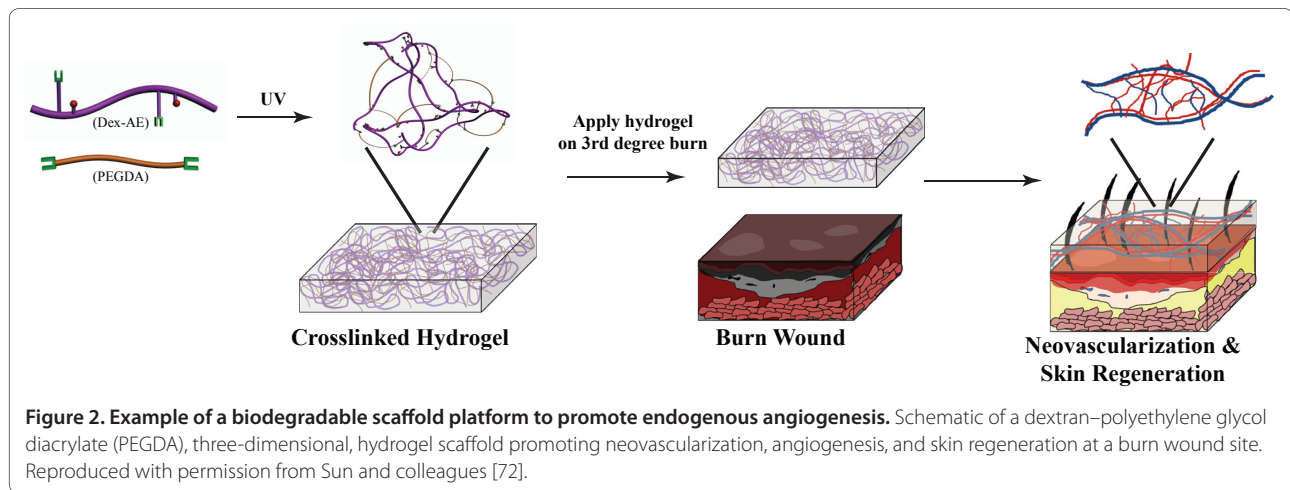 (Dex-AE)
(PEGDA)
UV
Crosslinked Hydrogel
Apply hydrogel
on 3rd degree burn
Burn Wound
Neovascularization &
Skin Regeneration
Figure 2. Example of a biodegradable scaffold platform to promote endogenous angiogenesis. Schematic of a dextran–polyethylene glycol
diacrylate (PEGDA), three-dimensional, hydrogel scaffold promoting neovascularization, angiogenesis, and skin regeneration at a burn wound site.
Reproduced with permission from Sun and colleagues [72].